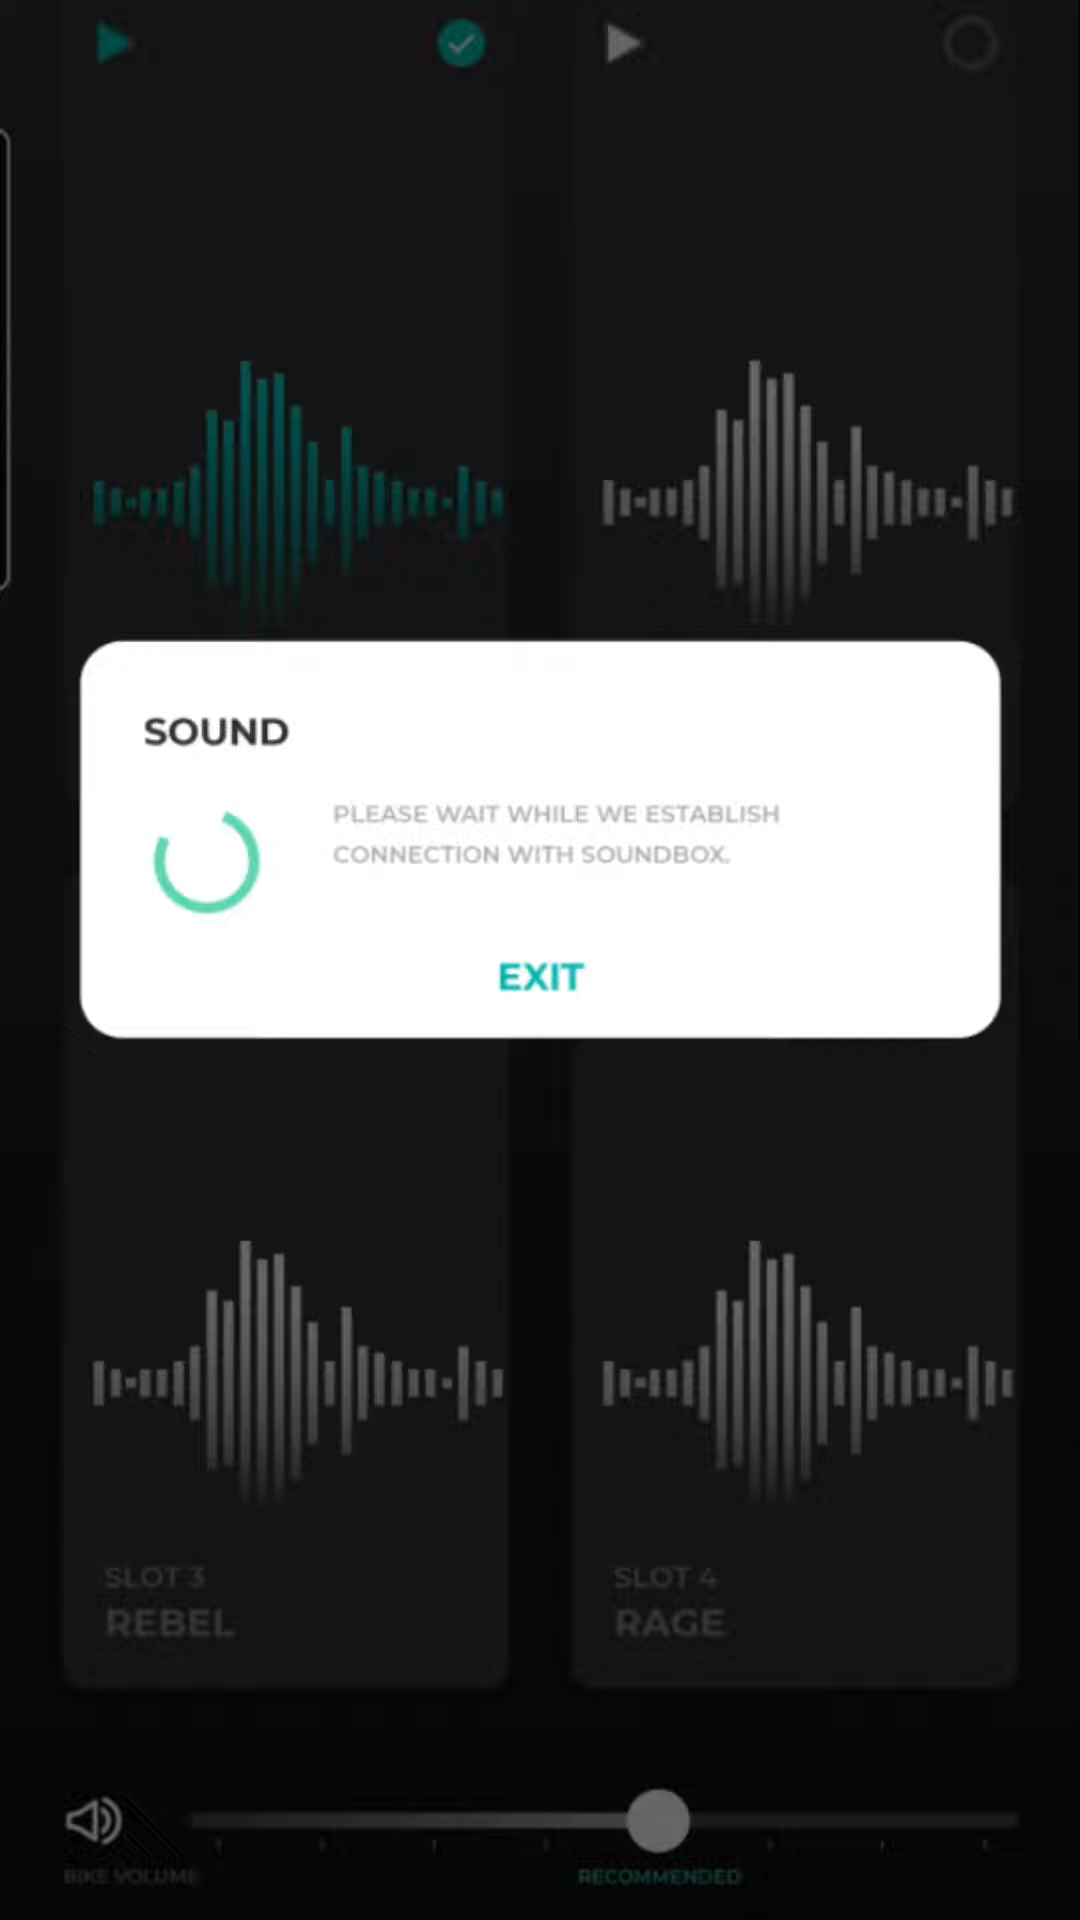 SOUND
PLEASE WAIT WHILE WE ESTABLISH
CONNECTION WITH SOUNDBOX.
EXIT
SLOT 3
REBEL
SLOT 4
RAGE
BIKE VOLUME
RECOMMENDED